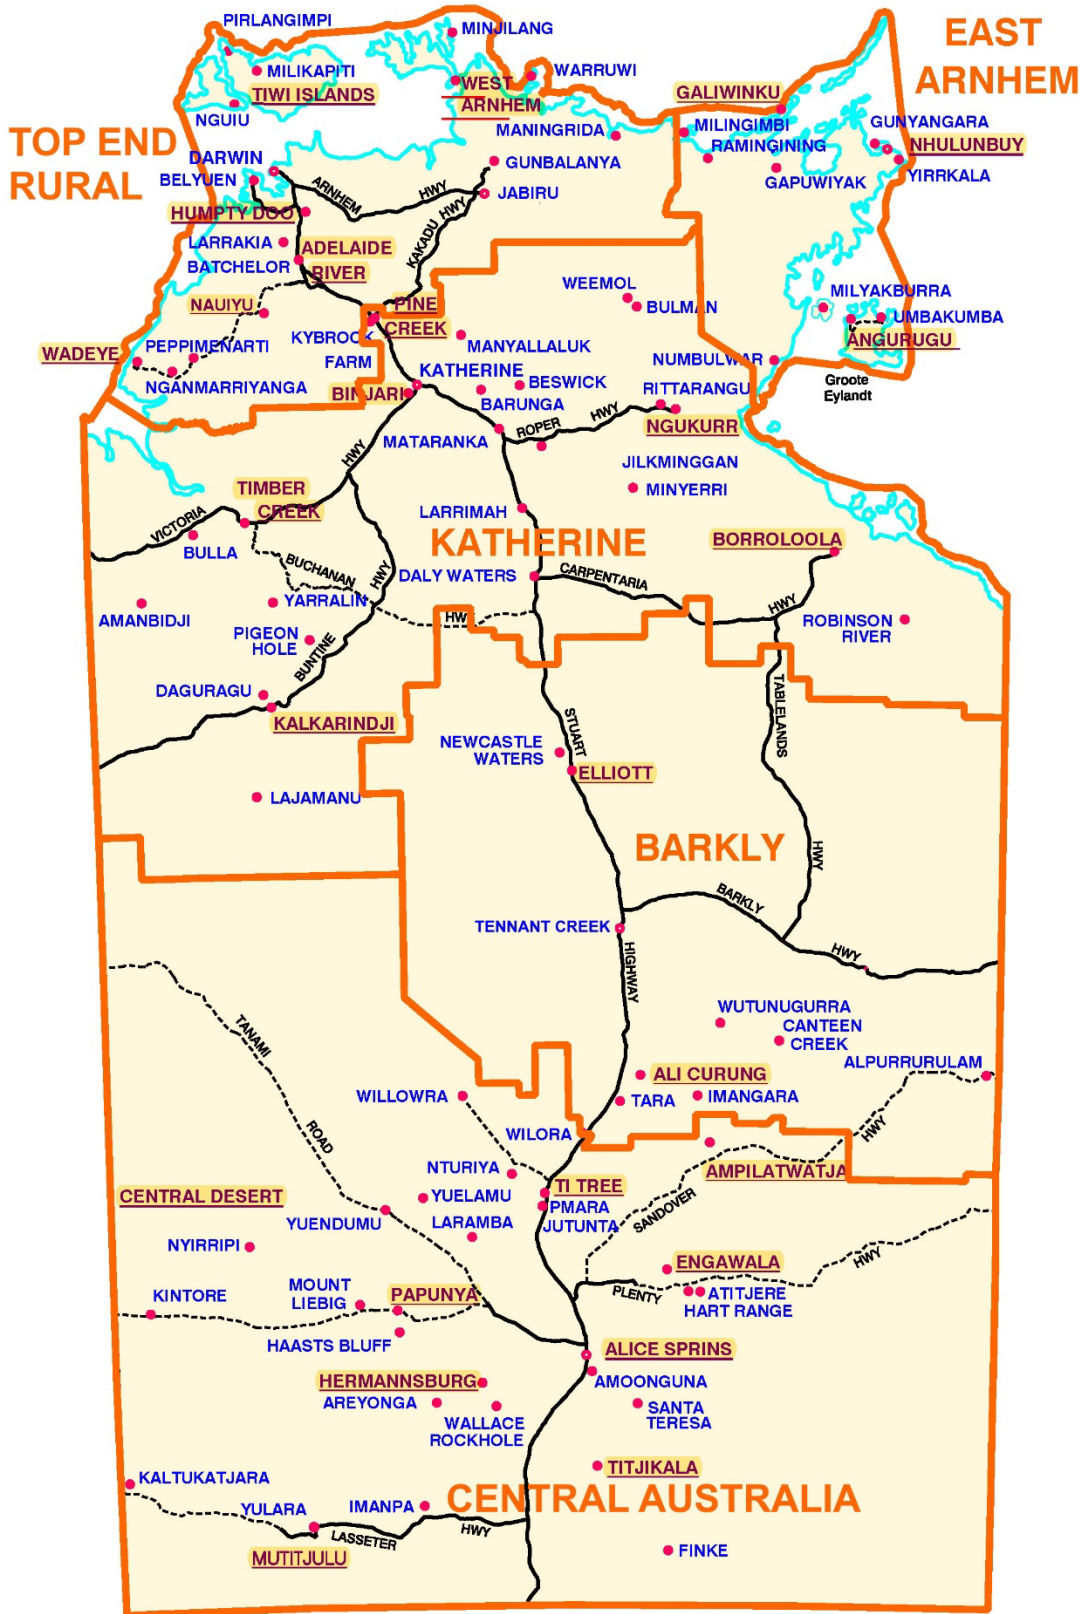 PIRLANGIMPI
MINJILANG
EAST
ARNHEM
MILIKAPITI
TIWI ISLANDS
WEST
ARNHEM
WARRUWI
GALIWINKU
NGUIU
MANINGRIDA
MILINGIMBI
GUNYANGARA
TOP END
RURAL
RAMINGINING
NHULUNBUY
DARWIN
GUNBALANYA
GAPUWIYAK
YIRRKALA
BELYUEN
ARNHEM
HWY
JABIRU
HUMPTY DOO
KAKADU
HWY
LARRAKIA
ADELAIDE
RIVER
BATCHELOR
WEEMOL
BULMAN
MILYAKBURRA
NAUIYU
PINE
CREEK
UMBAKUMBA
ANGURUGU
KYBROOK
FARM
MANYALLALUK
WADEYE
PEPPIMENARTI
NUMBULWAR
KATHERINE
NGANMARRIYANGA
BESWICK
Groote
Eylandt
BINJARI
BARUNGA
RITTARANGU
ROPER
HWY
NGUKURR
MATARANKA
HWY
JILKMINGGAN
MINYERRI
TIMBER
CREEK
LARRIMAH
VICTORIA
KATHERINE
BORROLOOLA
BULLA
BUCHANAN
HWY
DALY WATERS
CARPENTARIA
HWY
YARRALIN
HWY
AMANBIDJI
ROBINSON
RIVER
PIGEON
HOLE
BUNTINE
DAGURAGU
TABLELANDS
KALKARINDJI
STUART
NEWCASTLE
WATERS
ELLIOTT
LAJAMANU
BARKLY
HWY
BARKLY
TENNANT CREEK
HWY
HIGHWAY
WUTUNUGURRA
TANAMI
CANTEEN
CREEK
ALPURRURULAM
ALI CURUNG
WILLOWRA
TARA
IMANGARA
ROAD
WILORA
HWY
NTURIYA
AMPILATWATJA
CENTRAL DESERT
YUELAMU
TI TREE
PMARA
JUTUNTA
SANDOVER
YUENDUMU
LARAMBA
NYIRRIPI
HWY
ENGAWALA
KINTORE
MOUNT
LIEBIG
PAPUNYA
PLENTY
ATITJERE
HART RANGE
HAASTS BLUFF
ALICE SPRINS
HERMANNSBURG
AMOONGUNA
AREYONGA
WALLACE
ROCKHOLE
SANTA
TERESA
TITJIKALA
KALTUKATJARA
CENTRAL AUSTRALIA
YULARA
IMANPA
LASSETER
HWY
MUTITJULU
FINKE